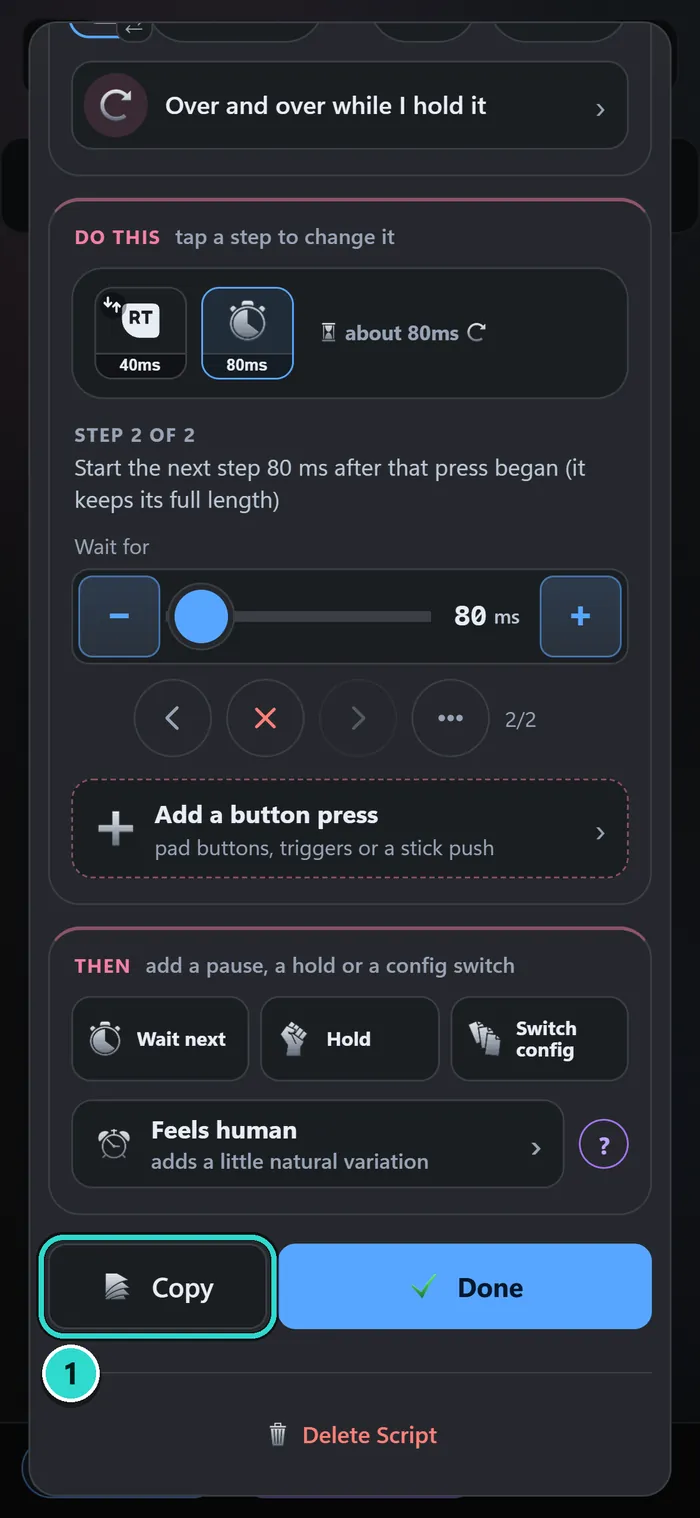 Over and over while I hold it
DO THIS tap a step to change it
RT
40ms
80ms
about 80ms
STEP 2 OF 2
Start the next step 80 ms after that press began (it
keeps its full length)
Wait for
80 ms
2/2
Add a button press
pad buttons, triggers or a stick push
THEN add a pause, a hold or a config switch
Wait next
Hold
Switch
config
Feels human
adds a little natural variation
?
Copy
Done
1
Delete Script